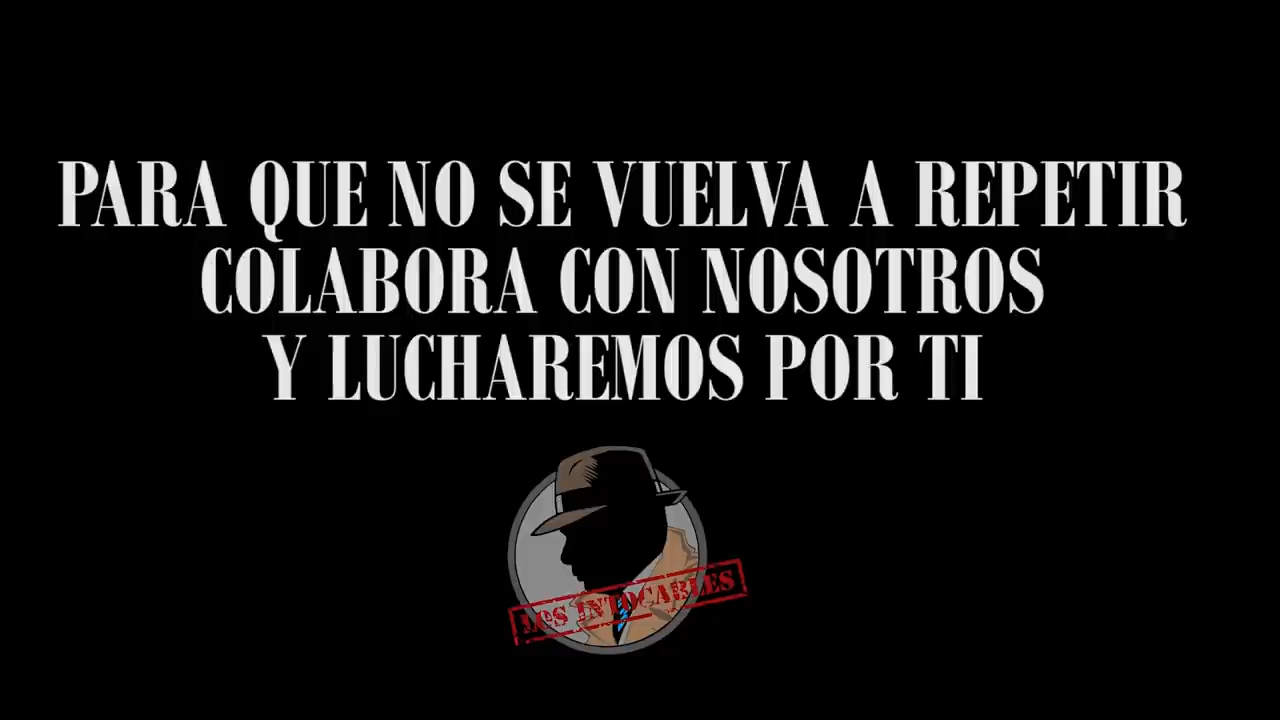 PARA QUE NO SE VUELVA A REPETIR
COLABORA CON NOSOTROS
Y LUCHAREMOS POR TI
LOS INTOCABLES